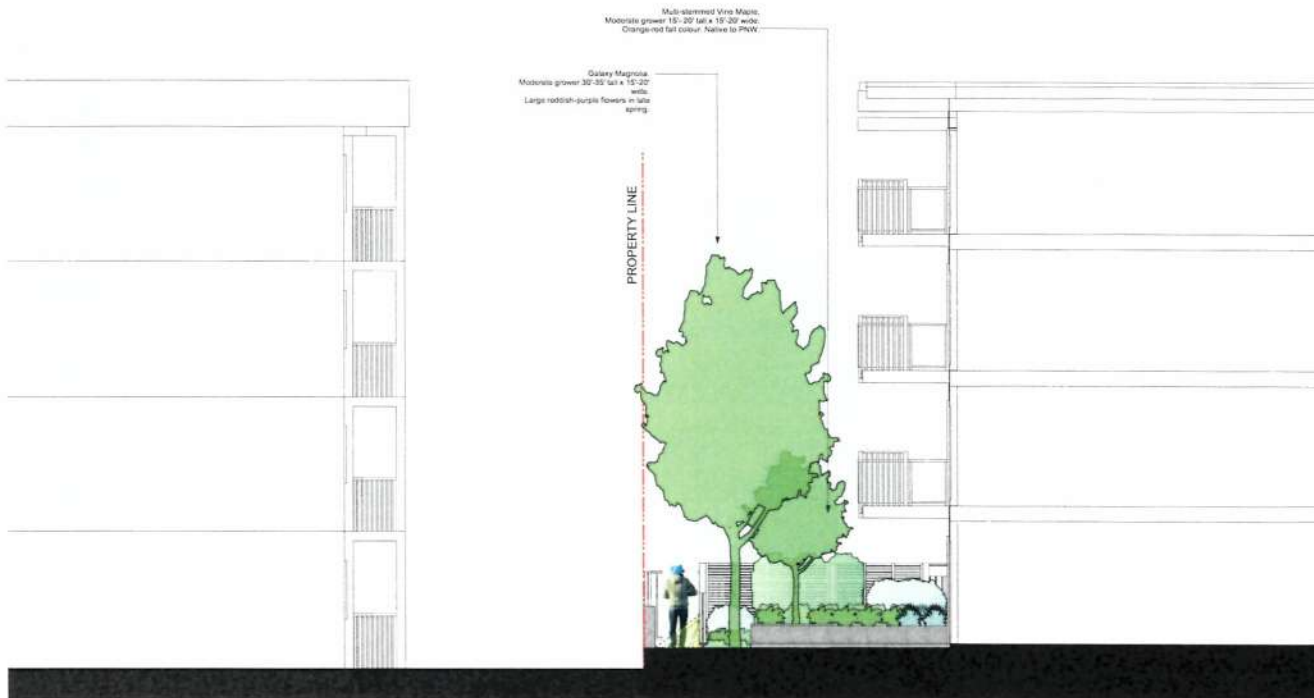 Multi-stemmed Vine Maple.
Moderate grower 15'-20' tall x 15'-20' wide.
Orange-red fall colour. Native to PNW.
Galaxy Magnolia.
Moderate grower 30'-35' tall x 15'-20'
wide.
Large reddish-purple flowers in late
spring.
PROPERTY LINE